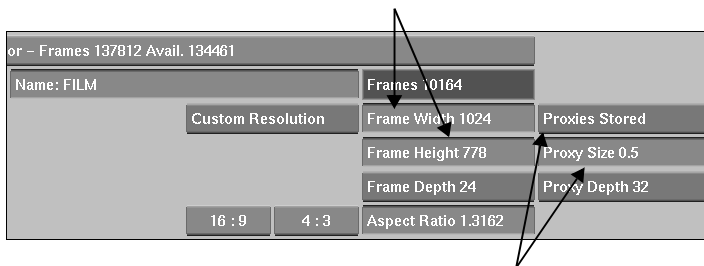 or – Frames 137812 Avail. 134461
Name: FILM
Frames 10164
Custom Resolution
Frame Width 1024
Proxies Stored
Frame Height 778
Proxy Size 0.5
Frame Depth 24
Proxy Depth 32
16 : 9
4 : 3
Aspect Ratio 1.3162